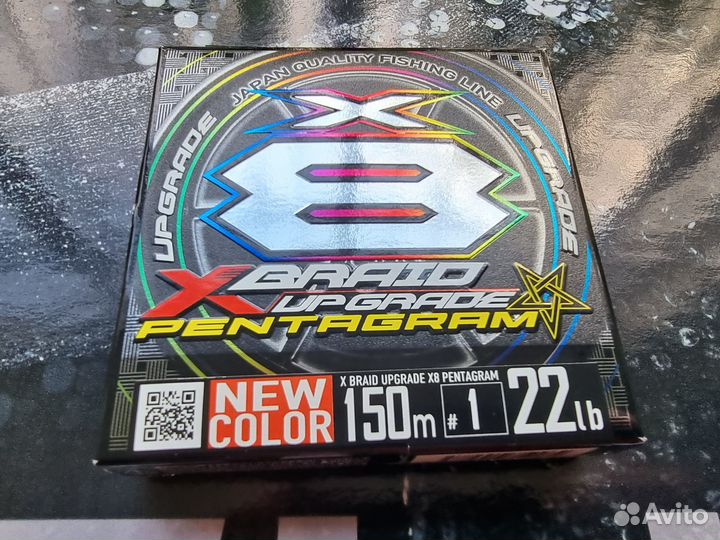 JAPAN QUALITY FISHING LINE
UPGRADE
UPGRADE
X
8
X BRAID
UPGRADE
PENTAGRAM
NEW
COLOR
X BRAID UPGRADE X8 PENTAGRAM
150m
#1
22lb
Avito